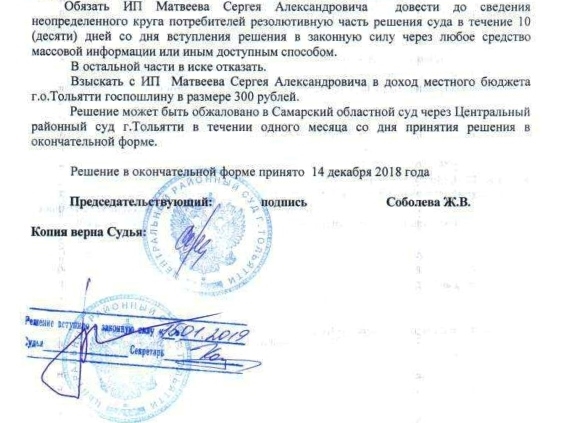 Обязать ИП Матвеева Сергея Александровича довести до сведения
неопределенного круга потребителей резолютивную часть решения суда в течение 10
(десяти) дней со дня вступления решения в законную силу через любое средство
массовой информации или иным доступным способом.
В остальной части в иске отказать.
Взыскать с ИП Матвеева Сергея Александровича в доход местного бюджета
г.о.Тольятти госпошлину в размере 300 рублей.
Решение может быть обжаловано в Самарский областной суд через Центральный
районный суд г.Тольятти в течении одного месяца со дня принятия решения в
окончательной форме.
Решение в окончательной форме принято 14 декабря 2018 года
Председательствующий: подпись Соболева Ж.В.
Копия верна Судья:
ЦЕНТРАЛЬНЫЙ РАЙОННЫЙ СУД Г. ТОЛЬЯТТИ
Решение вступило в законную силу 16.01.2019
Судья Секретарь